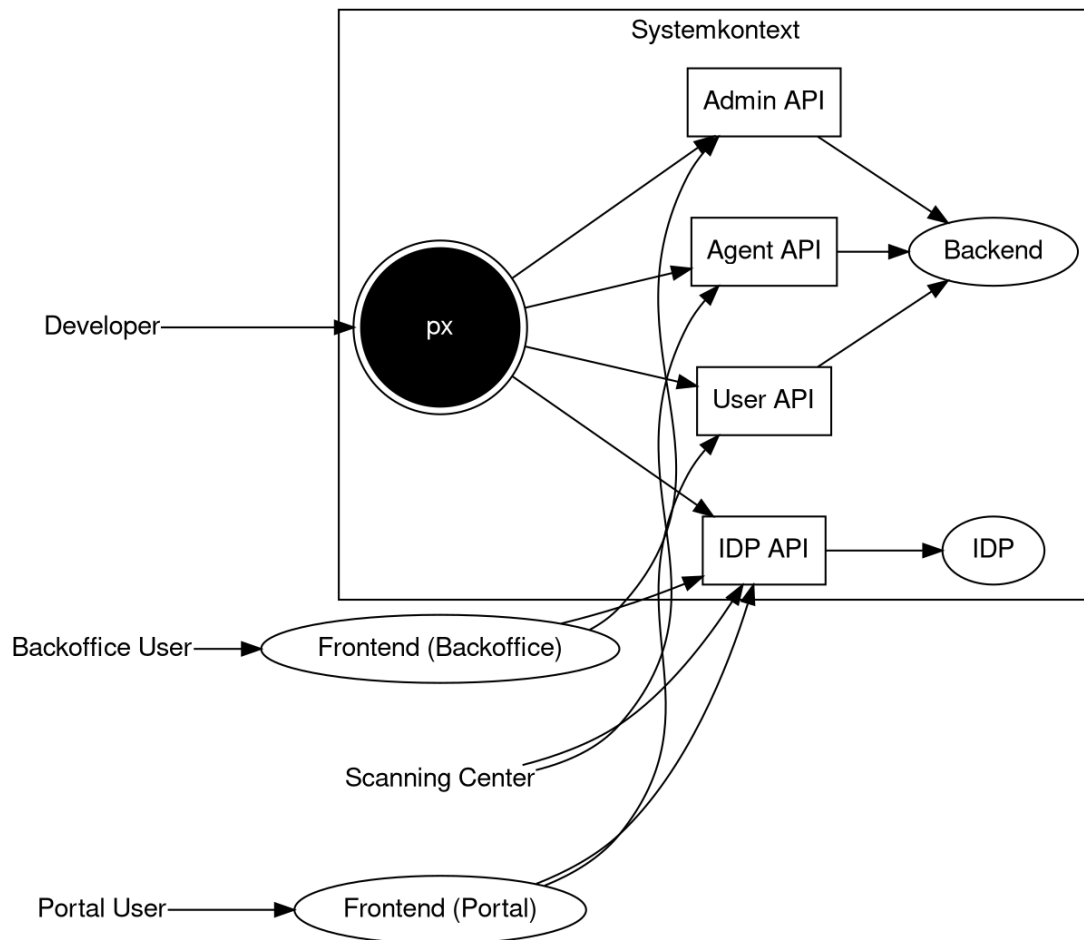 Systemkontext
Admin API
Agent API
Backend
Developer
px
User API
IDP API
IDP
Backoffice User
Frontend (Backoffice)
Scanning Center
Portal User
Frontend (Portal)